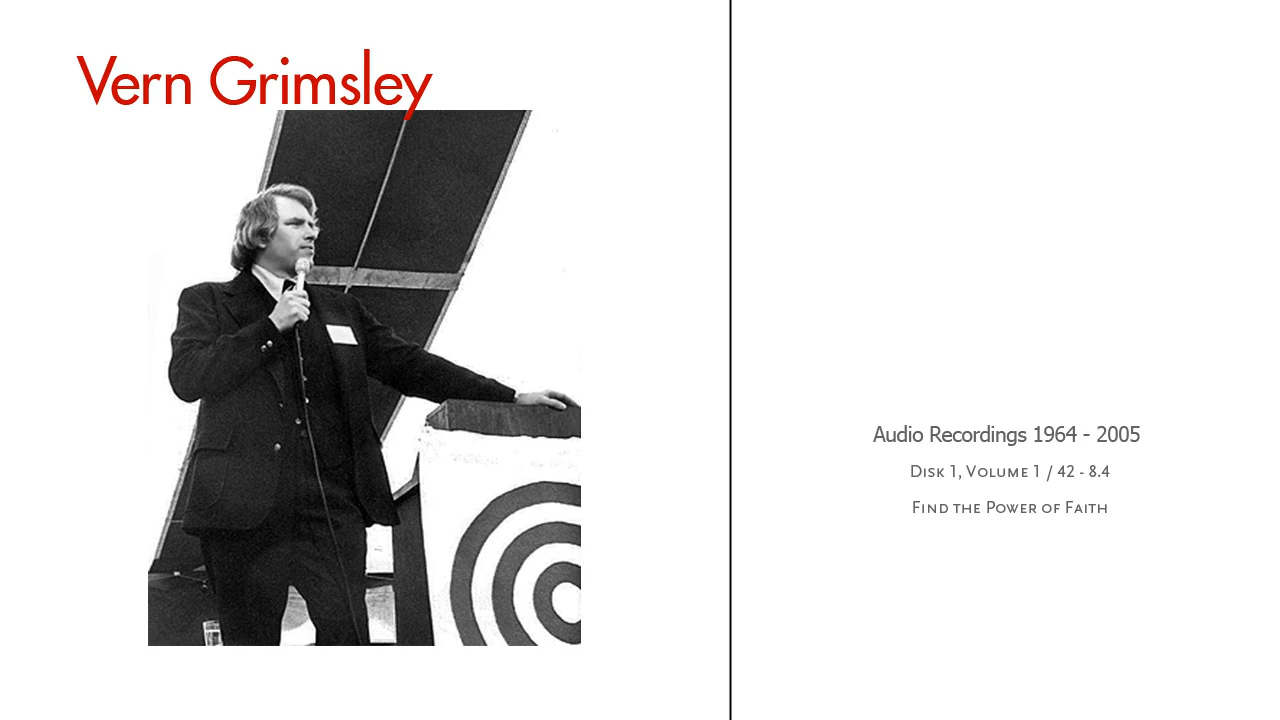 Vern Grimsley
Audio Recordings 1964 - 2005
Disk 1, Volume 1 / 42 - 8.4
Find the Power of Faith